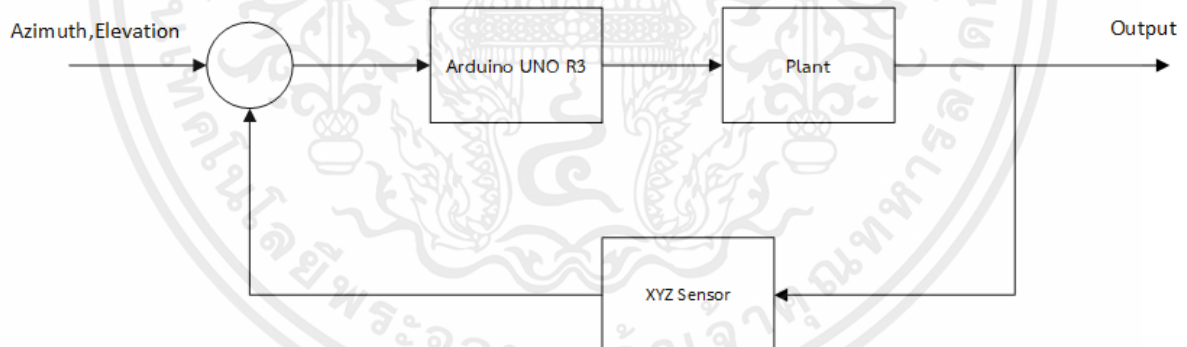 Azimuth,Elevation
Output
Arduino UNO R3
Plant
XYZ Sensor